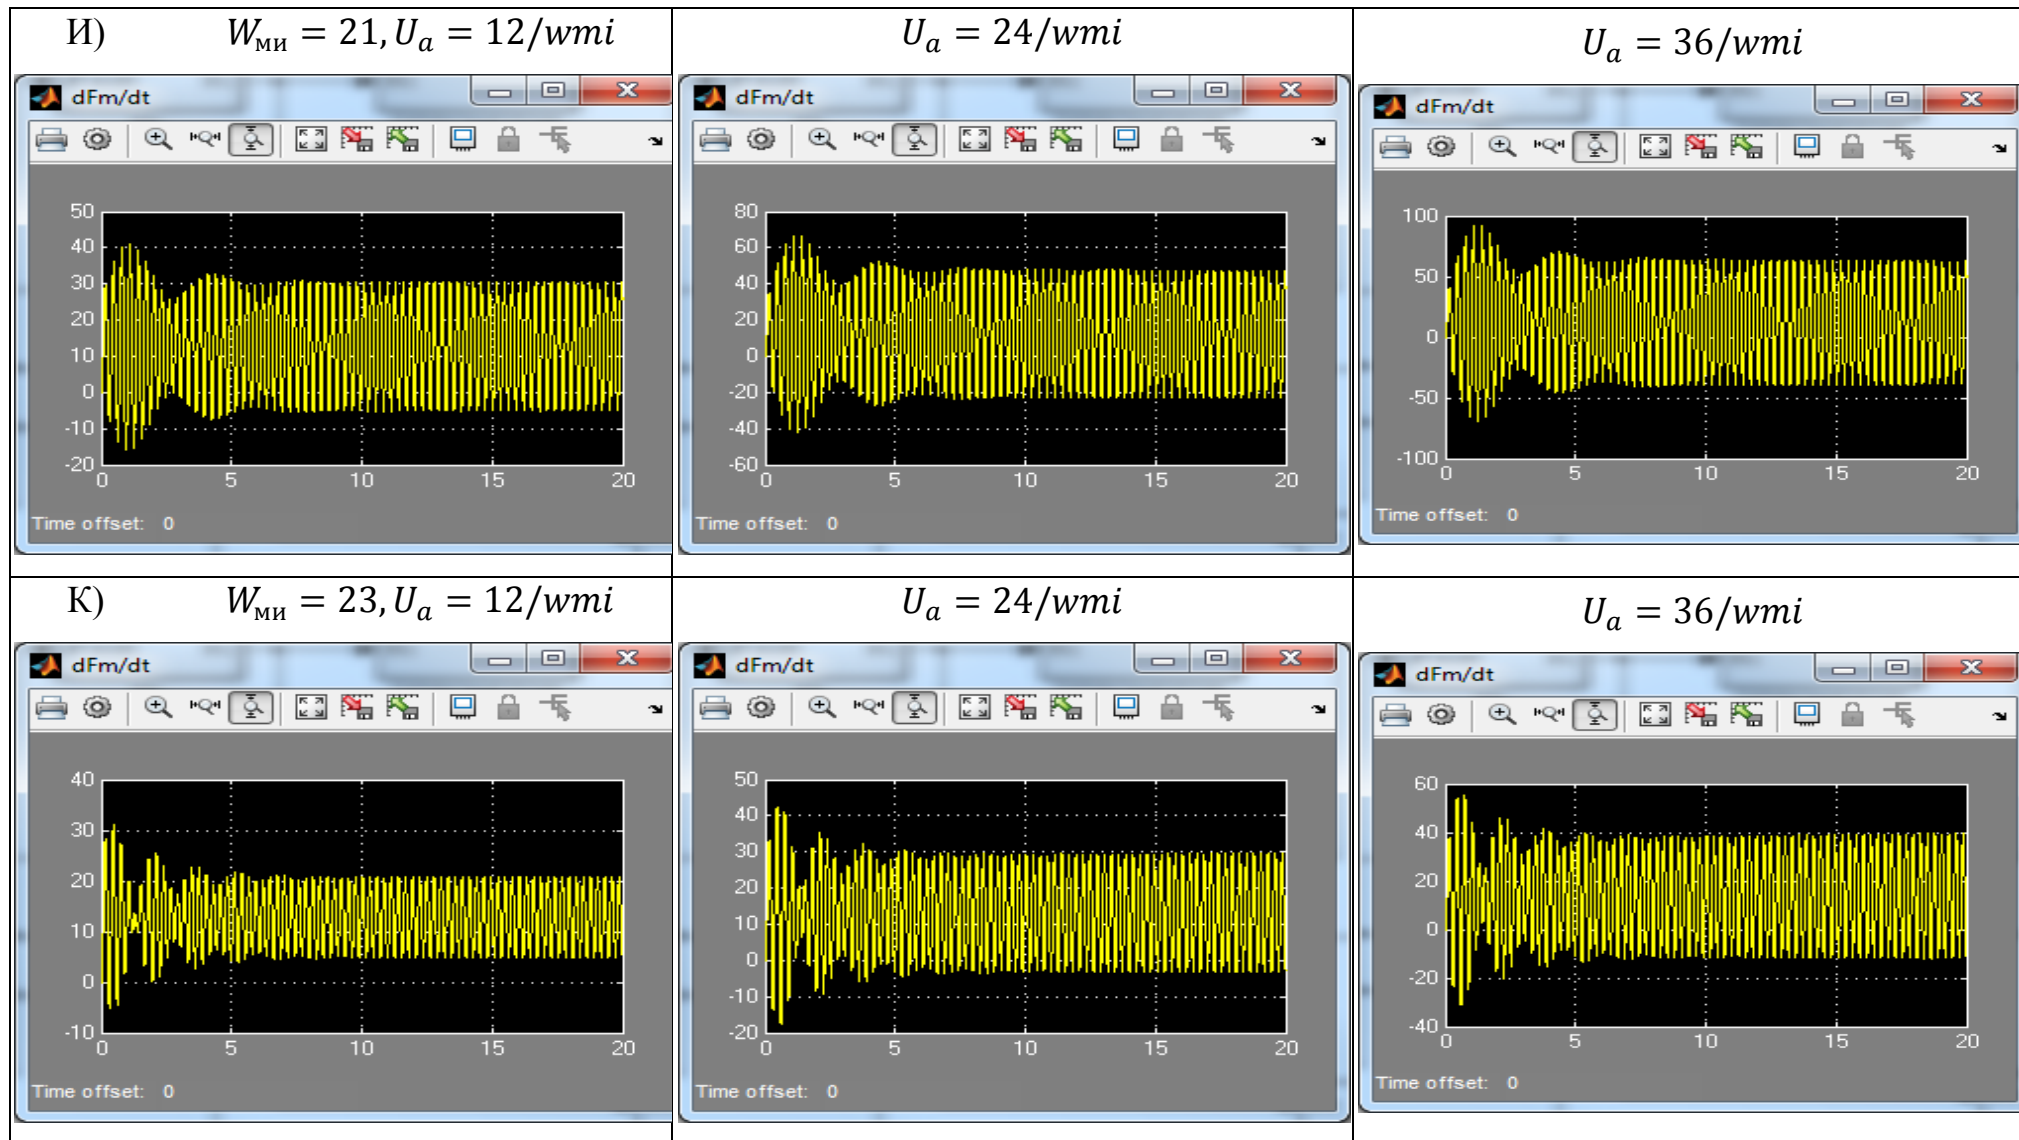 И) W_ми = 21, U_a = 12/wmi
U_a = 24/wmi
U_a = 36/wmi
dFm/dt
50
40
30
20
10
0
-10
-20
0 5 10 15 20
Time offset: 0
dFm/dt
80
60
40
20
0
-20
-40
-60
0 5 10 15 20
Time offset: 0
dFm/dt
100
50
0
-50
-100
0 5 10 15 20
Time offset: 0
К) W_ми = 23, U_a = 12/wmi
U_a = 24/wmi
U_a = 36/wmi
dFm/dt
40
30
20
10
0
-10
0 5 10 15 20
Time offset: 0
dFm/dt
50
40
30
20
10
0
-10
-20
0 5 10 15 20
Time offset: 0
dFm/dt
60
40
20
0
-20
-40
0 5 10 15 20
Time offset: 0